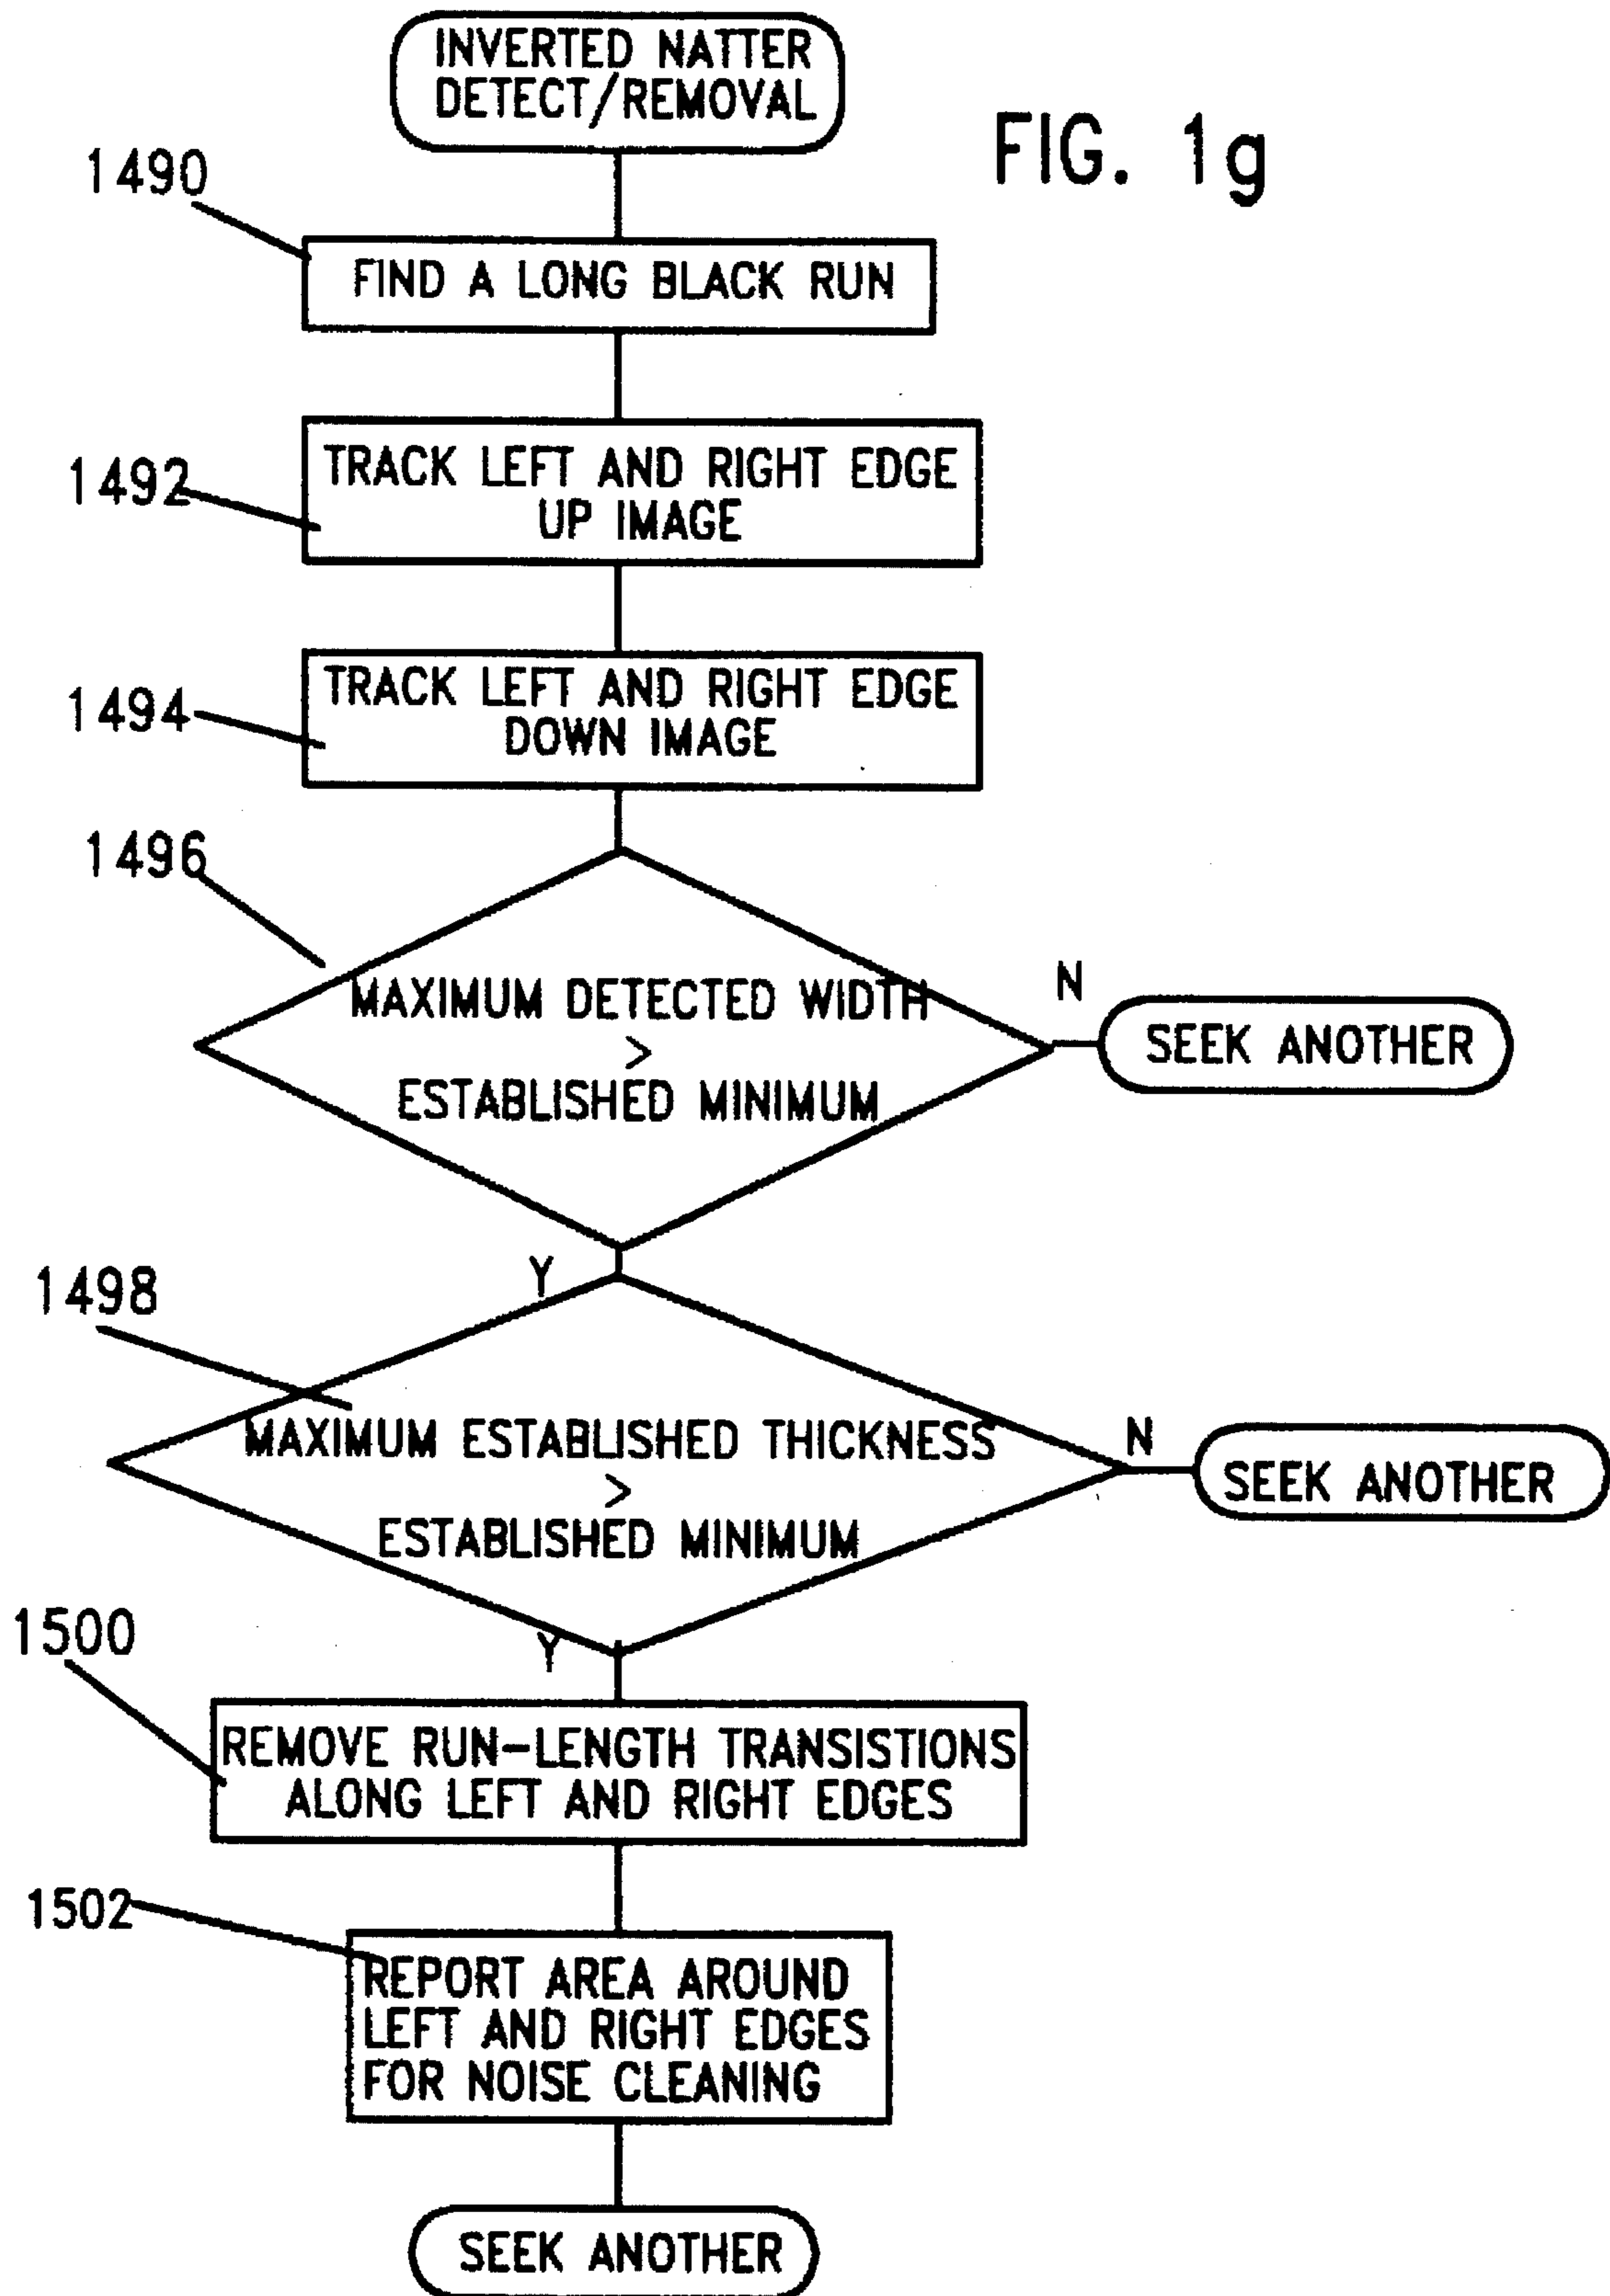 INVERTED NATTER
DETECT/REMOVAL
FIG. 1g
1490
FIND A LONG BLACK RUN
1492
TRACK LEFT AND RIGHT EDGE
UP IMAGE
1494
TRACK LEFT AND RIGHT EDGE
DOWN IMAGE
1496
MAXIMUM DETECTED WIDTH
>
ESTABLISHED MINIMUM
N
SEEK ANOTHER
Y
1498
MAXIMUM ESTABLISHED THICKNESS
>
ESTABLISHED MINIMUM
N
SEEK ANOTHER
Y
1500
REMOVE RUN-LENGTH TRANSISTIONS
ALONG LEFT AND RIGHT EDGES
1502
REPORT AREA AROUND
LEFT AND RIGHT EDGES
FOR NOISE CLEANING
SEEK ANOTHER